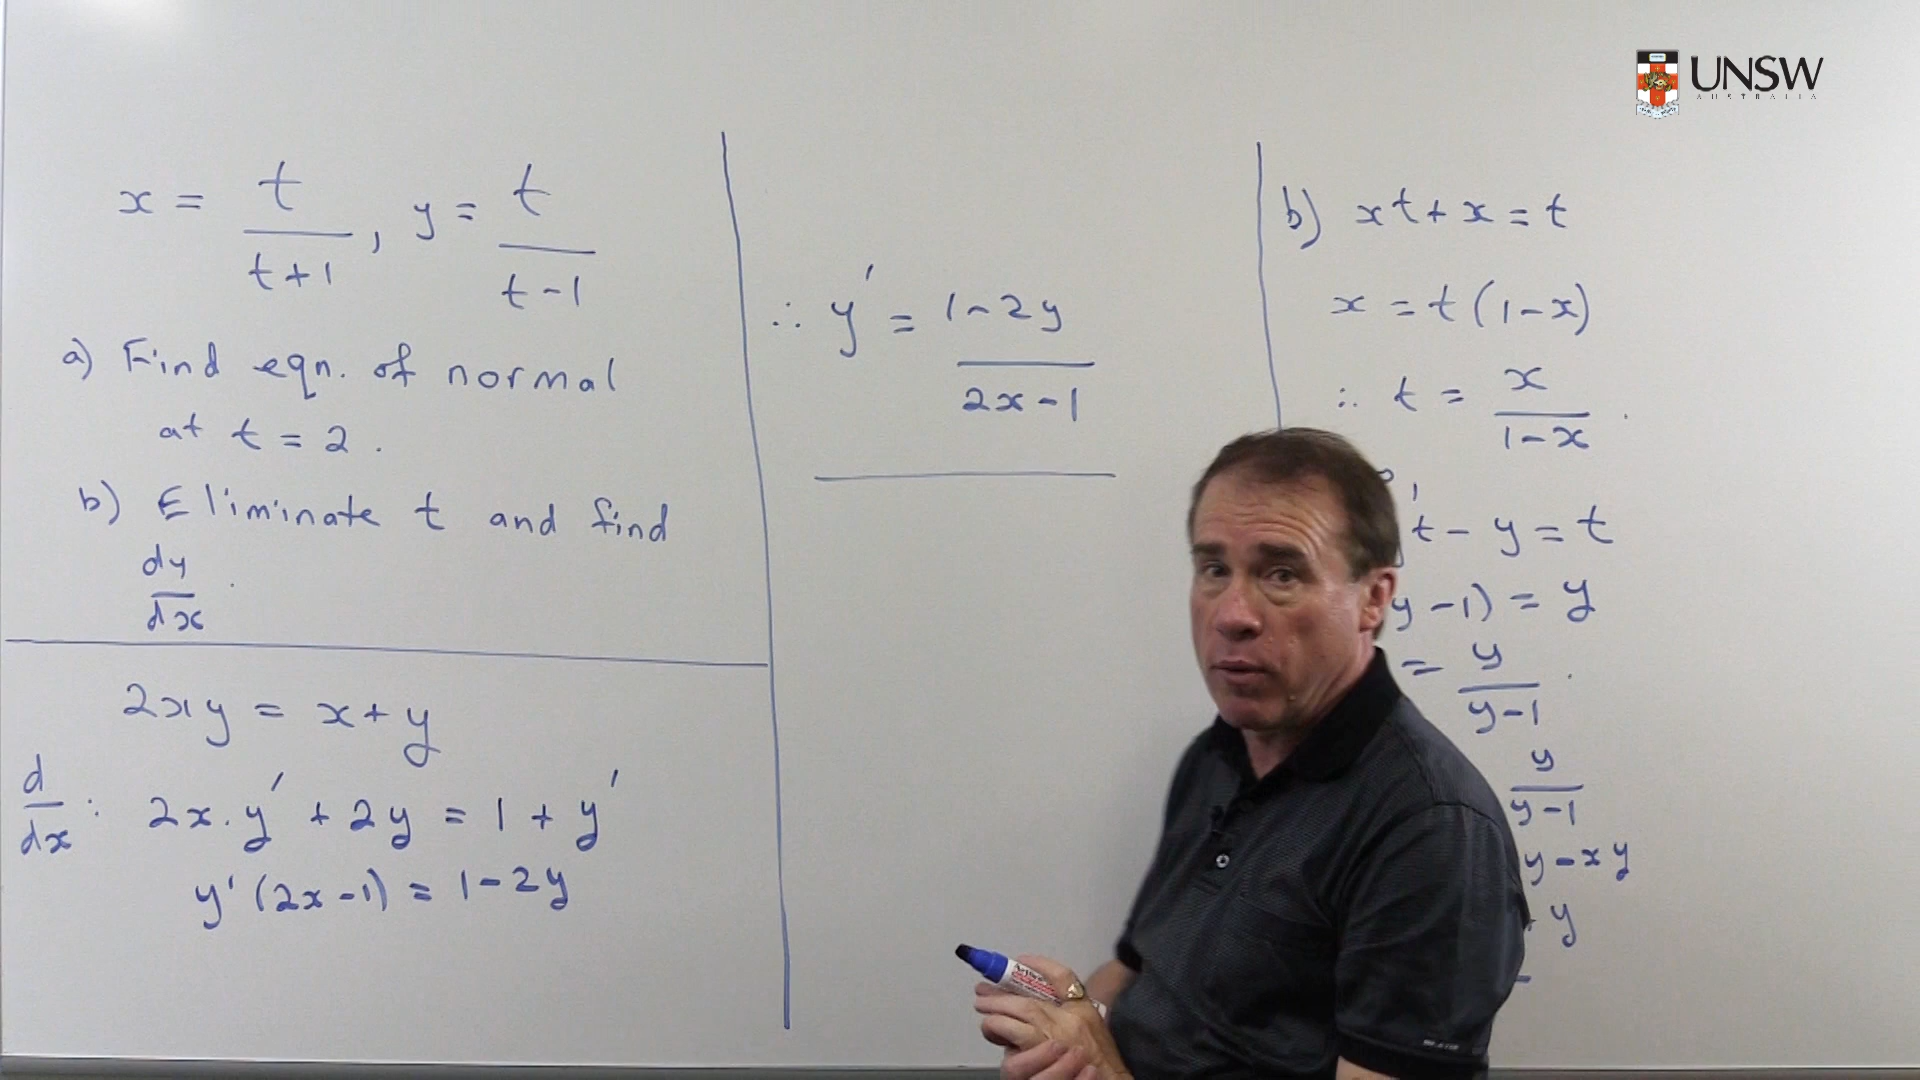 UNSW
AUSTRALIA
x = t/(t+1), y = t/(t-1)
a) Find eqn. of normal
at t = 2.
b) Eliminate t and find
dy/dx.
2xy = x+y
d/dx : 2x.y' + 2y = 1 + y'
y'(2x-1) = 1-2y
∴ y' = (1-2y)/(2x-1)
b) xt+x=t
x = t(1-x)
∴ t = x/(1-x).
t - y = t
y-1) = y
= y/(y-1).
y/(y-1)
y-xy
y